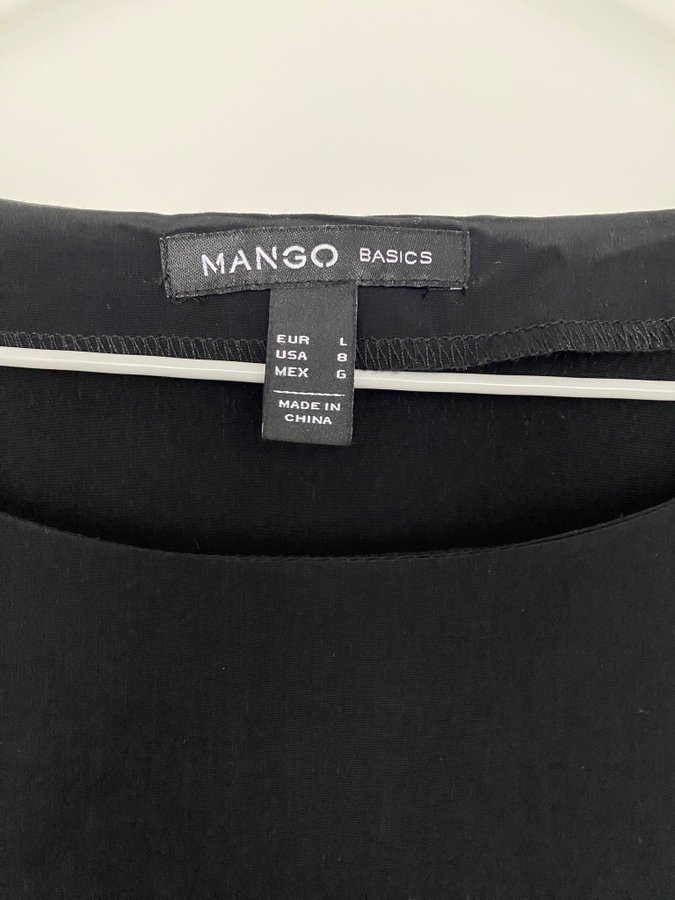 MANGO BASICS
EUR L
USA 8
MEX G
MADE IN
CHINA